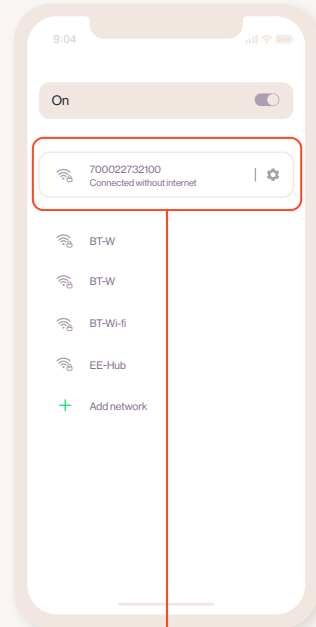 9:04
On
700022732100
Connected without internet
BT-W
BT-W
BT-Wi-fi
EE-Hub
Add network